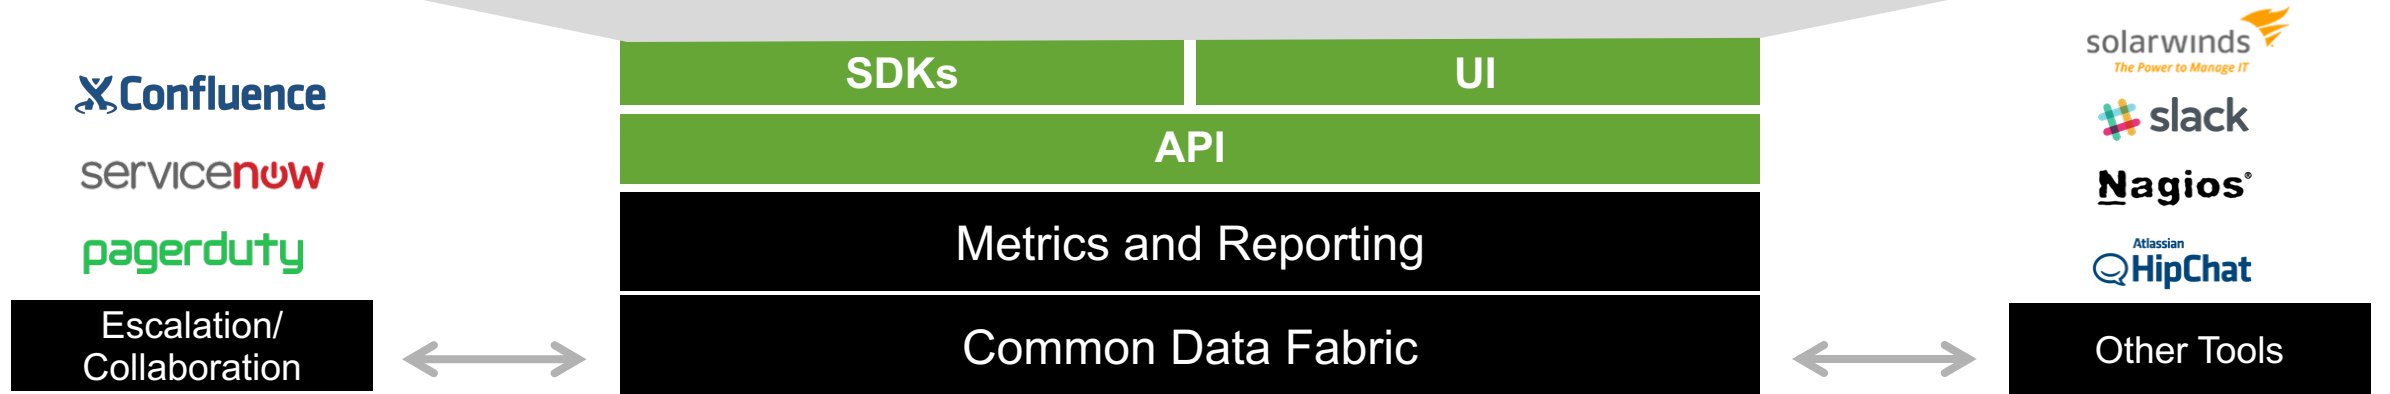 Confluence
servicenow
pagerduty
Escalation/
Collaboration
SDKs
UI
API
Metrics and Reporting
Common Data Fabric
solarwinds
The Power to Manage IT
slack
Nagios®
Atlassian
HipChat
Other Tools